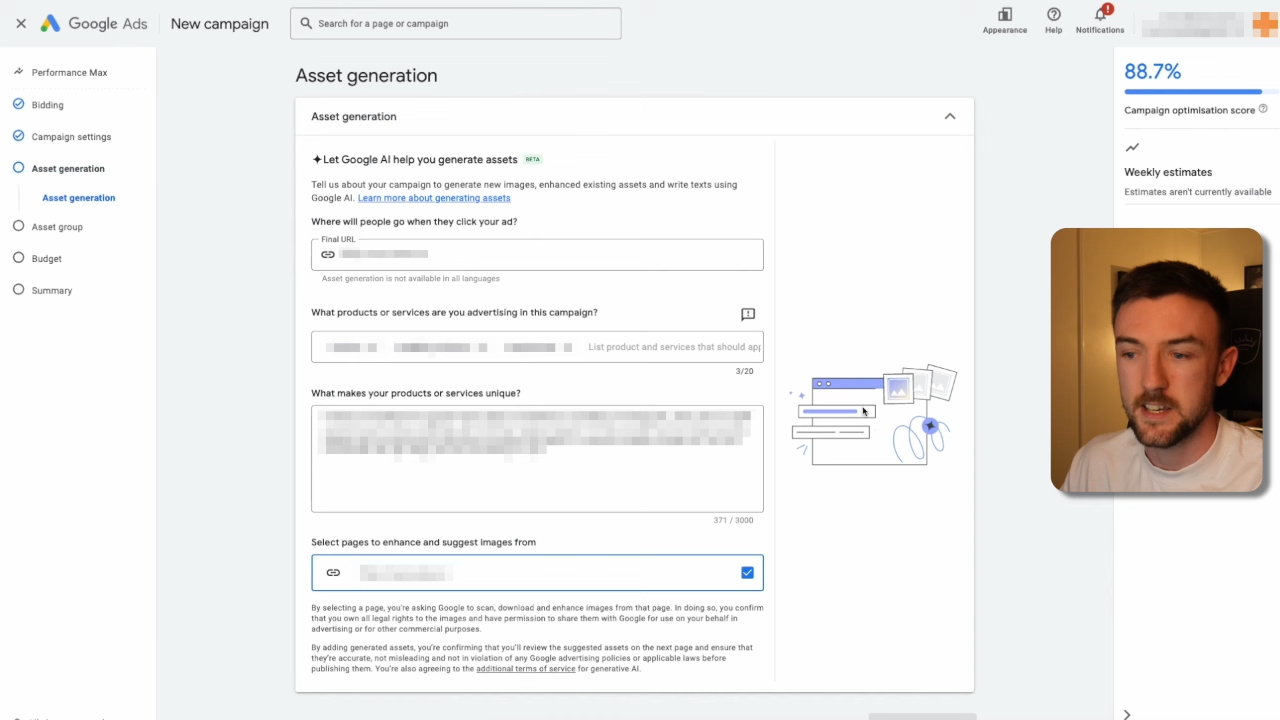 Google Ads
New campaign
Search for a page or campaign
Appearance
Help
Notifications
!
Performance Max
Bidding
Campaign settings
Asset generation
Asset generation
Asset group
Budget
Summary
Asset generation
Asset generation
Let Google AI help you generate assets BETA
Tell us about your campaign to generate new images, enhanced existing assets and write texts using
Google AI. Learn more about generating assets
Where will people go when they click your ad?
Final URL
Asset generation is not available in all languages
What products or services are you advertising in this campaign?
List product and services that should app
3/20
What makes your products or services unique?
371 / 3000
Select pages to enhance and suggest images from
By selecting a page, you're asking Google to scan, download and enhance images from that page. In doing so, you confirm
that you own all legal rights to the images and have permission to share them with Google for use on your behalf in
advertising or for other commercial purposes.
By adding generated assets, you're confirming that you'll review the suggested assets on the next page and ensure that
they're accurate, not misleading and not in violation of any Google advertising policies or applicable laws before
publishing them. You're also agreeing to the additional terms of service for generative AI.
88.7%
Campaign optimisation score
Weekly estimates
Estimates aren't currently available